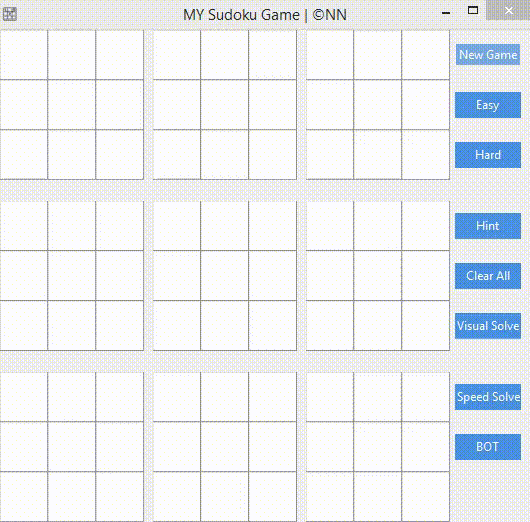 MY Sudoku Game | ©NN
New Game
Easy
Hard
Hint
Clear All
Visual Solve
Speed Solve
BOT